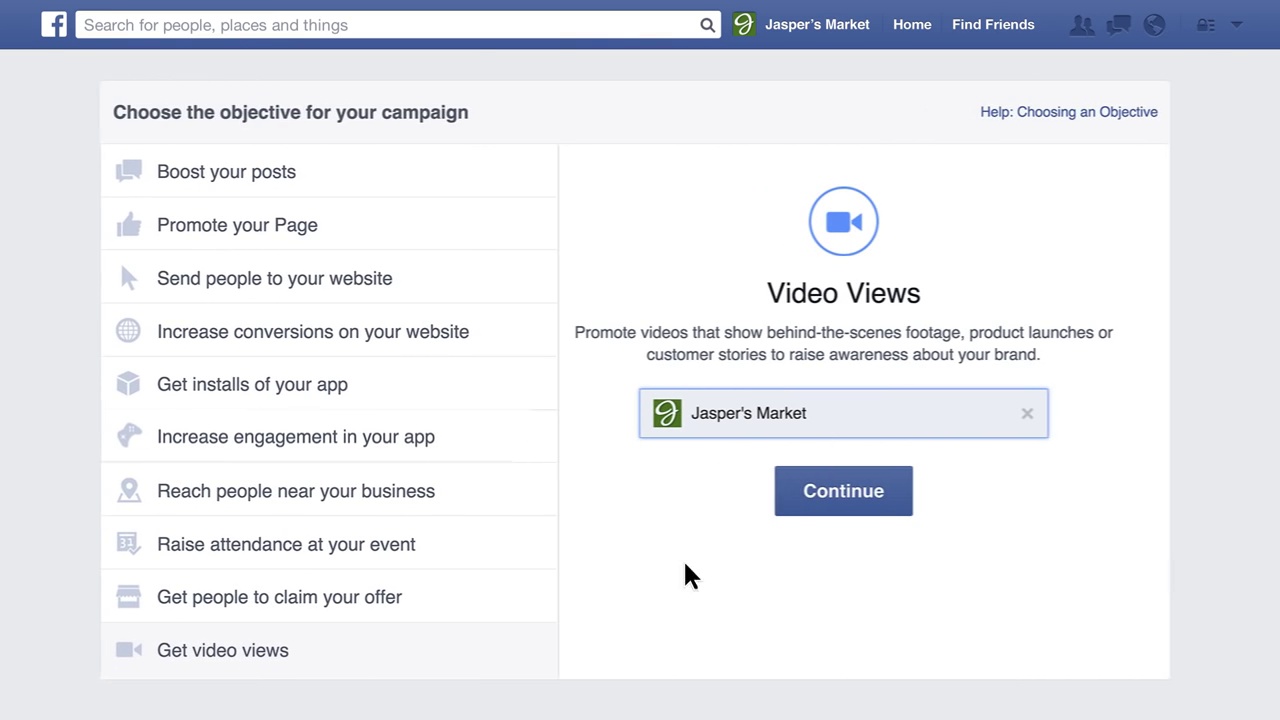 Search for people, places and things
Jasper's Market
Home
Find Friends
Choose the objective for your campaign
Help: Choosing an Objective
Boost your posts
Promote your Page
Send people to your website
Increase conversions on your website
Get installs of your app
Increase engagement in your app
Reach people near your business
31
Raise attendance at your event
Get people to claim your offer
Get video views
Video Views
Promote videos that show behind-the-scenes footage, product launches or
customer stories to raise awareness about your brand.
Jasper's Market
Continue